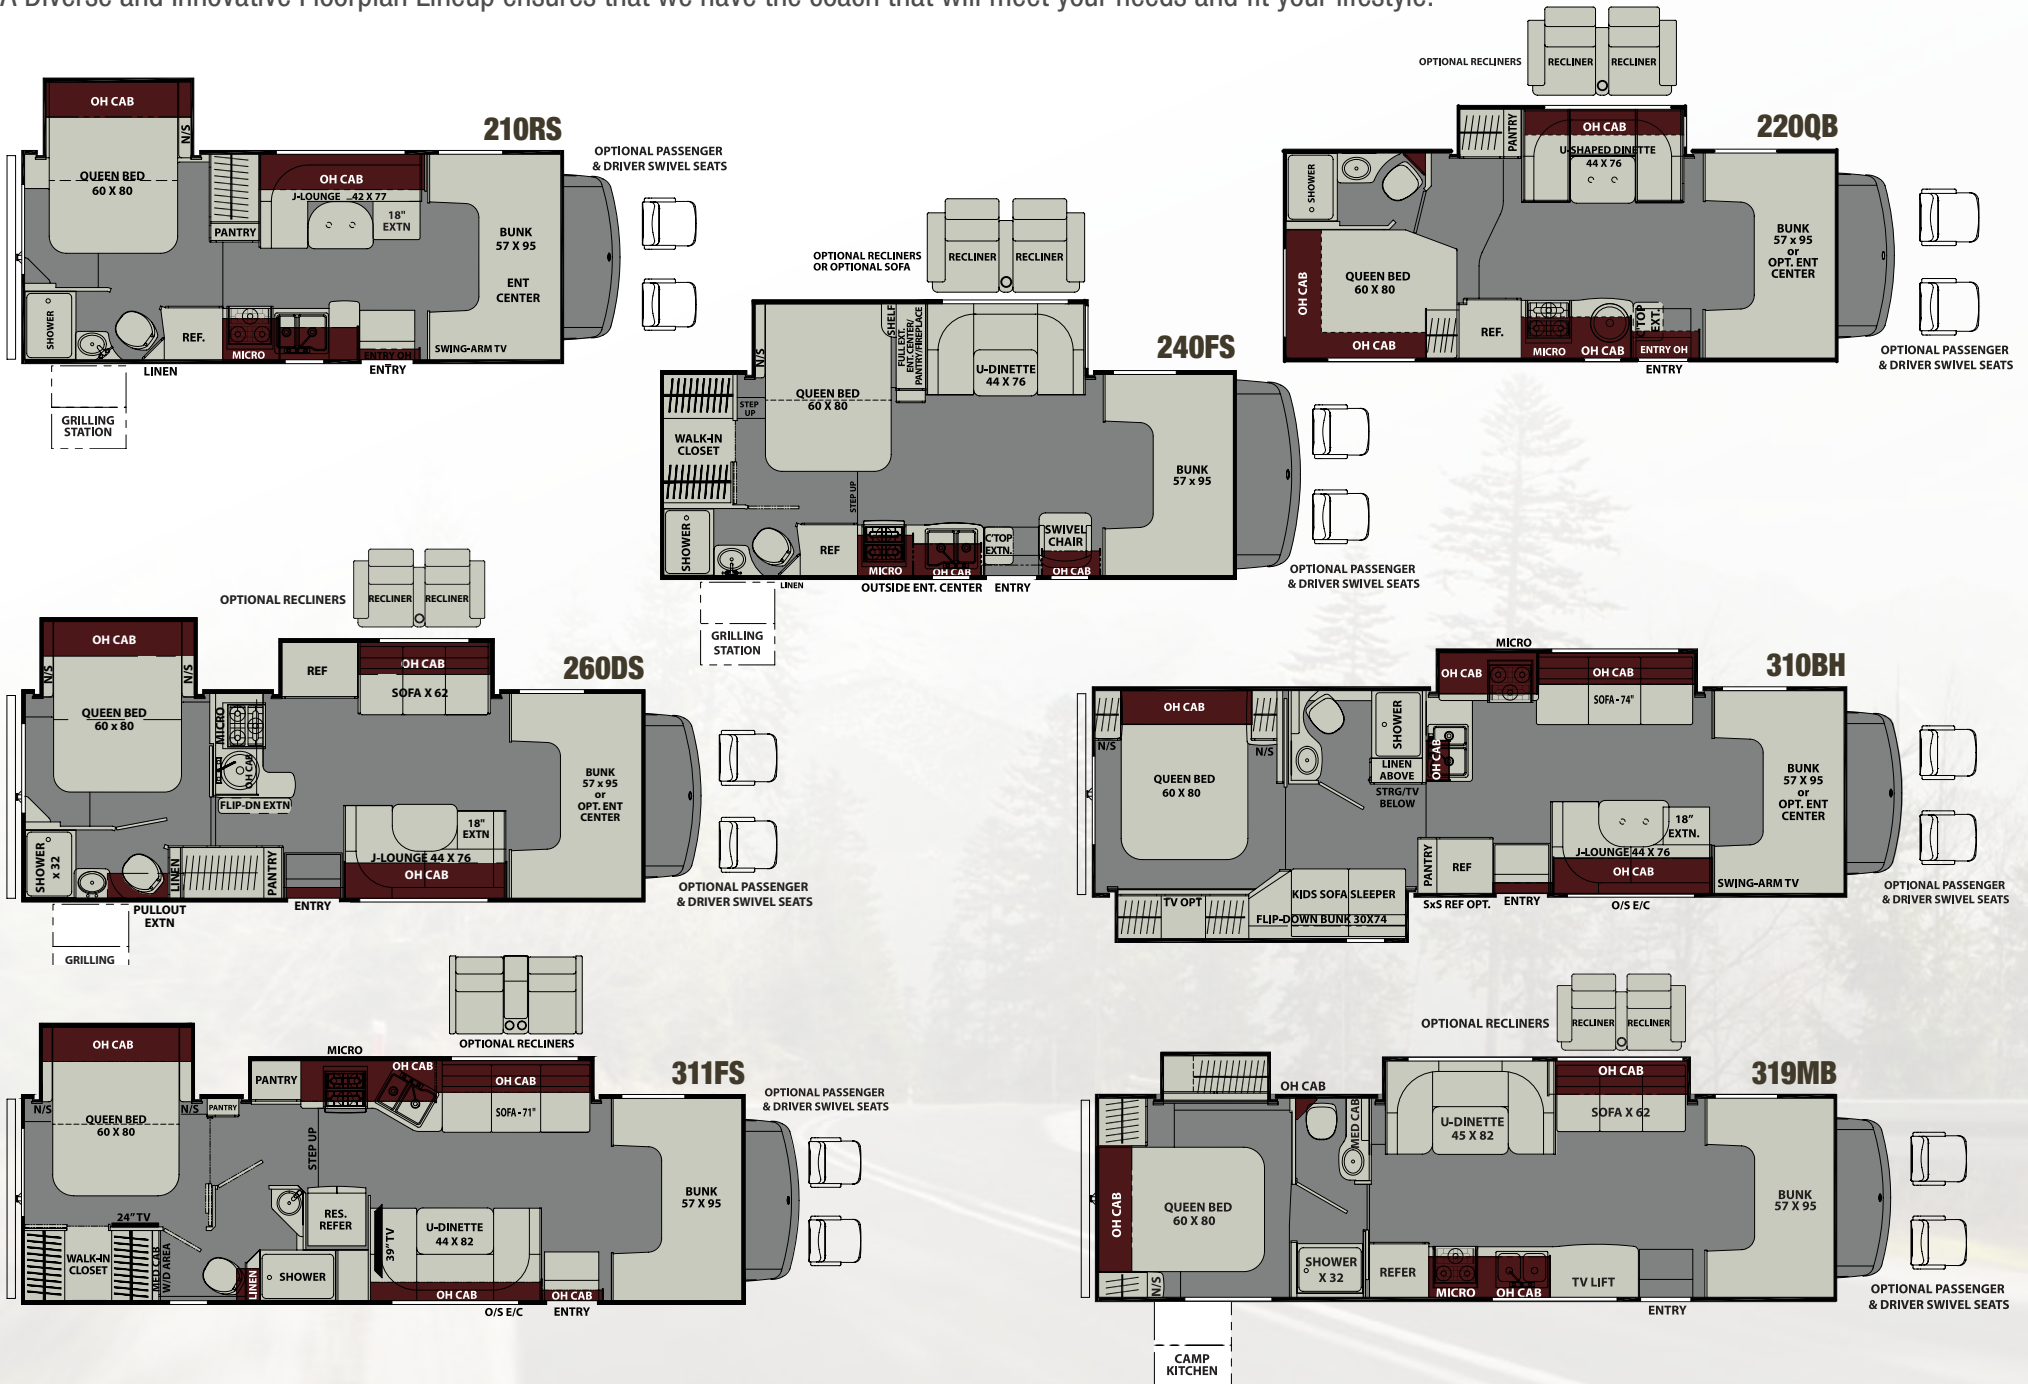 A Diverse and Innovative Floorplan Lineup ensures that we have the coach that will meet your needs and fit your lifestyle.
210RS
OH CAB
N/S
QUEEN BED
60 X 80
PANTRY
OH CAB
J-LOUNGE 42 X 77
18"
EXTN
BUNK
57 X 95
ENT
CENTER
SWING-ARM TV
SHOWER
REF.
MICRO
ENTRY OH
LINEN
ENTRY
GRILLING
STATION
OPTIONAL PASSENGER
& DRIVER SWIVEL SEATS
220QB
OPTIONAL RECLINERS
RECLINER
RECLINER
PANTRY
OH CAB
U-SHAPED DINETTE
44 X 76
SHOWER
OH CAB
QUEEN BED
60 X 80
OH CAB
REF.
MICRO
OH CAB
C'TOP
EXT.
ENTRY OH
ENTRY
BUNK
57 x 95
or
OPT. ENT
CENTER
OPTIONAL PASSENGER
& DRIVER SWIVEL SEATS
240FS
OPTIONAL RECLINERS
OR OPTIONAL SOFA
RECLINER
RECLINER
N/S
SHELF
FULL EXT.
ENT. CENTER/
PANTRY/FIREPLACE
U-DINETTE
44 X 76
QUEEN BED
60 X 80
STEP
UP
WALK-IN
CLOSET
STEP UP
BUNK
57 x 95
SHOWER
REF
MICRO
OH CAB
C'TOP
EXTN.
SWIVEL
CHAIR
OH CAB
LINEN
OUTSIDE ENT. CENTER
ENTRY
GRILLING
STATION
OPTIONAL PASSENGER
& DRIVER SWIVEL SEATS
260DS
OPTIONAL RECLINERS
RECLINER
RECLINER
OH CAB
N/S
N/S
QUEEN BED
60 x 80
REF
OH CAB
SOFA X 62
MICRO
OH CAB
FLIP-DN EXTN
BUNK
57 x 95
or
OPT. ENT
CENTER
18"
EXTN
J-LOUNGE 44 X 76
OH CAB
SHOWER
x 32
LINEN
PANTRY
PULLOUT
EXTN
ENTRY
GRILLING
OPTIONAL PASSENGER
& DRIVER SWIVEL SEATS
310BH
MICRO
OH CAB
OH CAB
SOFA - 74"
OH CAB
N/S
N/S
QUEEN BED
60 X 80
SHOWER
LINEN
ABOVE
STRG/TV
BELOW
OH CAB
BUNK
57 X 95
or
OPT. ENT
CENTER
18"
EXTN.
J-LOUNGE 44 X 76
OH CAB
SWING-ARM TV
PANTRY
REF
KIDS SOFA SLEEPER
TV OPT
FLIP-DOWN BUNK 30X74
SxS REF OPT.
ENTRY
O/S E/C
OPTIONAL PASSENGER
& DRIVER SWIVEL SEATS
311FS
OPTIONAL RECLINERS
OH CAB
N/S
N/S
QUEEN BED
60 X 80
PANTRY
PANTRY
MICRO
OH CAB
OH CAB
SOFA - 71"
STEP UP
RES.
REFER
39" TV
U-DINETTE
44 X 82
BUNK
57 X 95
24" TV
WALK-IN
CLOSET
MED CAB
W/D AREA
LINEN
SHOWER
OH CAB
OH CAB
O/S E/C
ENTRY
OPTIONAL PASSENGER
& DRIVER SWIVEL SEATS
319MB
OPTIONAL RECLINERS
RECLINER
RECLINER
OH CAB
MED CAB
U-DINETTE
45 X 82
OH CAB
SOFA X 62
OH CAB
QUEEN BED
60 X 80
N/S
SHOWER
X 32
REFER
MICRO
OH CAB
TV LIFT
ENTRY
BUNK
57 X 95
CAMP
KITCHEN
OPTIONAL PASSENGER
& DRIVER SWIVEL SEATS